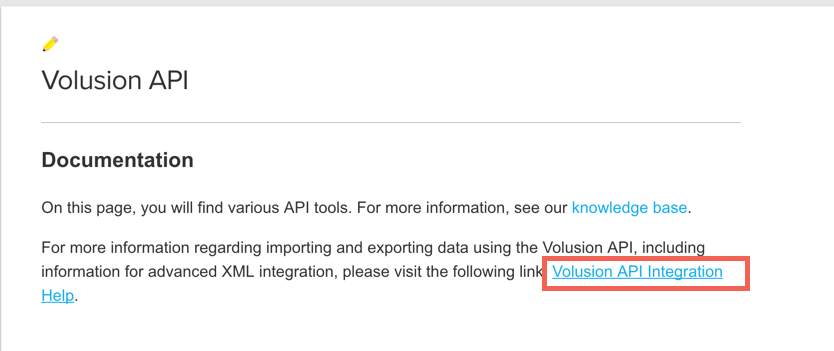 Volusion API
Documentation
On this page, you will find various API tools. For more information, see our knowledge base.
For more information regarding importing and exporting data using the Volusion API, including
information for advanced XML integration, please visit the following link Volusion API Integration
Help.